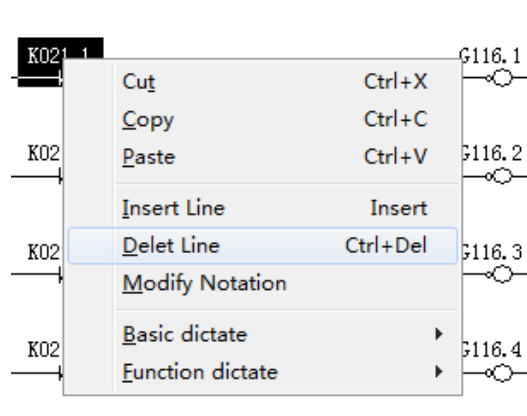 K021.1 G116.1
Cut Ctrl+X
Copy Ctrl+C
K02 Paste Ctrl+V G116.2
Insert Line Insert
K02 Delet Line Ctrl+Del G116.3
Modify Notation
Basic dictate
K02 G116.4
Function dictate